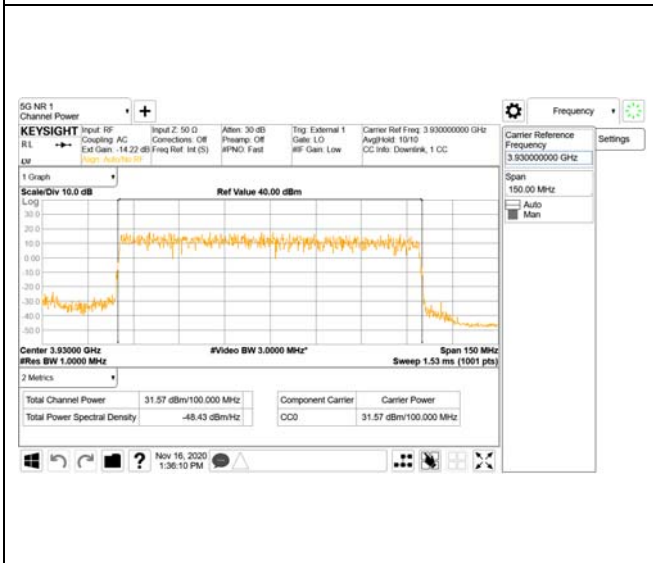 5G NR 1
Channel Power
+
Frequency
KEYSIGHT
RL
Input: RF
Coupling: AC
Ext Gain: -14.22 dB
Align: Auto/No RF
Input Z: 50 Ω
Corrections: Off
Freq Ref: Int (S)
Atten: 30 dB
Preamp: Off
#PNO: Fast
Trig: External 1
Gate: LO
#IF Gain: Low
Carrier Ref Freq: 3.930000000 GHz
Avg|Hold: 10/10
CC Info: Downlink, 1 CC
Carrier Reference
Frequency
3.930000000 GHz
Settings
Span
150.00 MHz
Auto
Man
1 Graph
Scale/Div 10.0 dB
Ref Value 40.00 dBm
Log
30.0
20.0
10.0
0.00
-10.0
-20.0
-30.0
-40.0
-50.0
Center 3.93000 GHz
#Video BW 3.0000 MHz*
Span 150 MHz
#Res BW 1.0000 MHz
Sweep 1.53 ms (1001 pts)
2 Metrics
Total Channel Power
31.57 dBm/100.000 MHz
Total Power Spectral Density
-48.43 dBm/Hz
Component Carrier
Carrier Power
CC0
31.57 dBm/100.000 MHz
?
Nov 16, 2020
1:36:10 PM